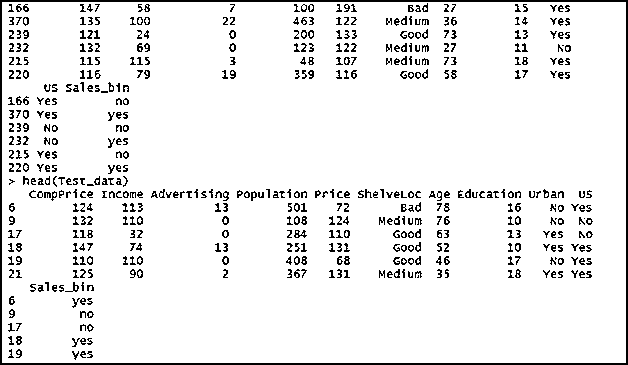 166 147 58 7 100 191 Bad 27 15 Yes
370 135 100 22 463 122 Medium 36 14 Yes
239 121 24 0 200 133 Good 73 13 Yes
232 132 69 0 123 122 Medium 27 11 No
215 115 115 3 48 107 Medium 73 18 Yes
220 116 79 19 359 116 Good 58 17 Yes
US Sales_bin
166 Yes no
370 Yes yes
239 No no
232 No no
215 Yes no
220 Yes yes
> head(Test_data)
CompPrice Income Advertising Population Price ShelveLoc Age Education Urban US
6 124 113 13 501 72 Bad 78 16 No Yes
9 132 110 0 108 124 Medium 76 10 No No
17 118 32 0 284 110 Good 63 13 Yes No
18 147 74 13 251 131 Good 52 10 Yes Yes
19 110 110 0 408 68 Good 46 17 No Yes
21 125 90 2 367 131 Medium 35 18 Yes Yes
Sales_bin
6 yes
9 no
17 no
18 yes
19 yes